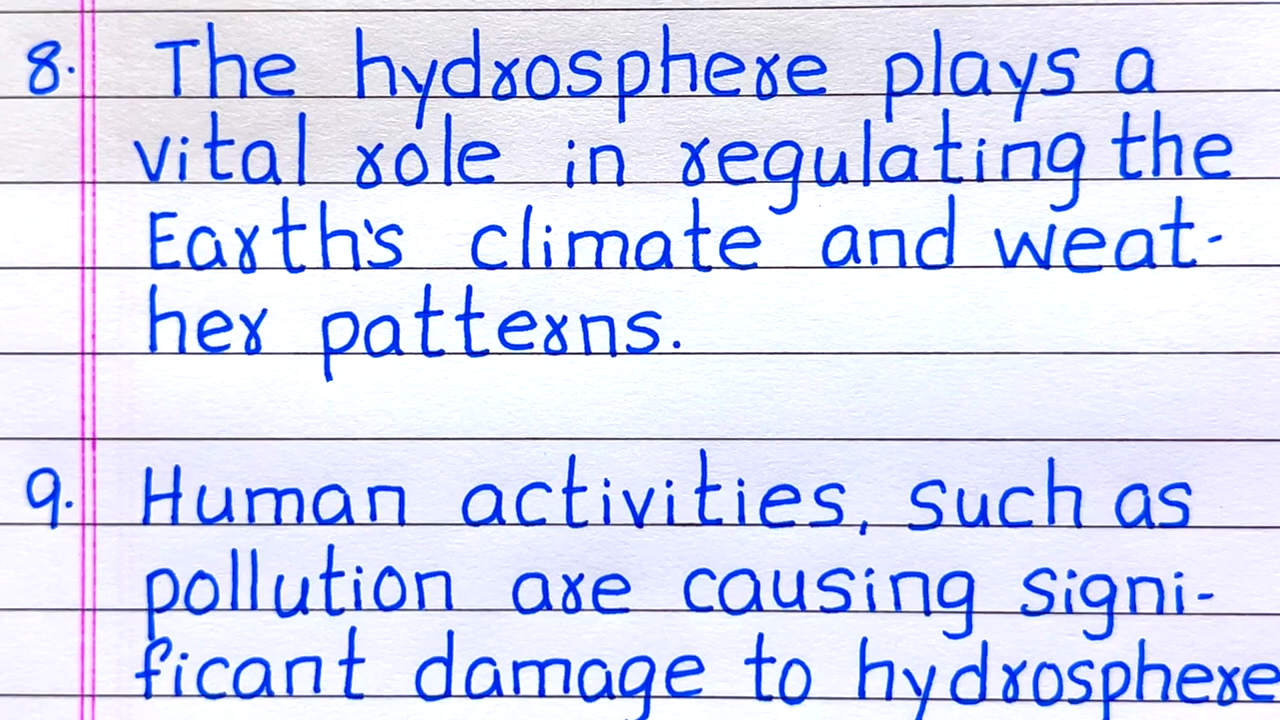 8. The hydrosphere plays a
vital role in regulating the
Earth's climate and weat-
her patterns.
9. Human activities, such as
pollution are causing signi-
ficant damage to hydrosphere